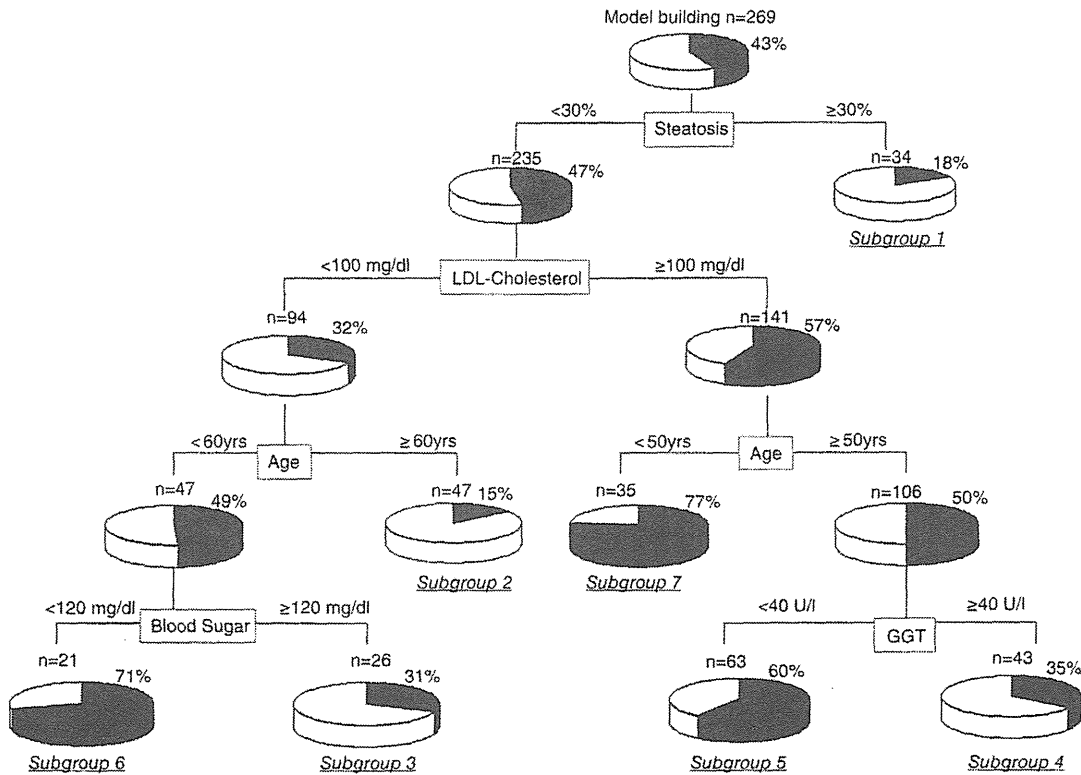 Model building n=269
43%
<30%
Steatosis
≥30%
n=235
47%
n=34
18%
Subgroup 1
<100 mg/dl
LDL-Cholesterol
≥100 mg/dl
n=94
32%
n=141
57%
<60yrs
Age
≥60yrs
<50yrs
Age
≥50yrs
n=47
49%
n=47
15%
Subgroup 2
n=35
77%
Subgroup 7
n=106
50%
<120 mg/dl
Blood Sugar
≥120 mg/dl
<40 U/l
GGT
≥40 U/l
n=21
71%
Subgroup 6
n=26
31%
Subgroup 3
n=63
60%
Subgroup 5
n=43
35%
Subgroup 4